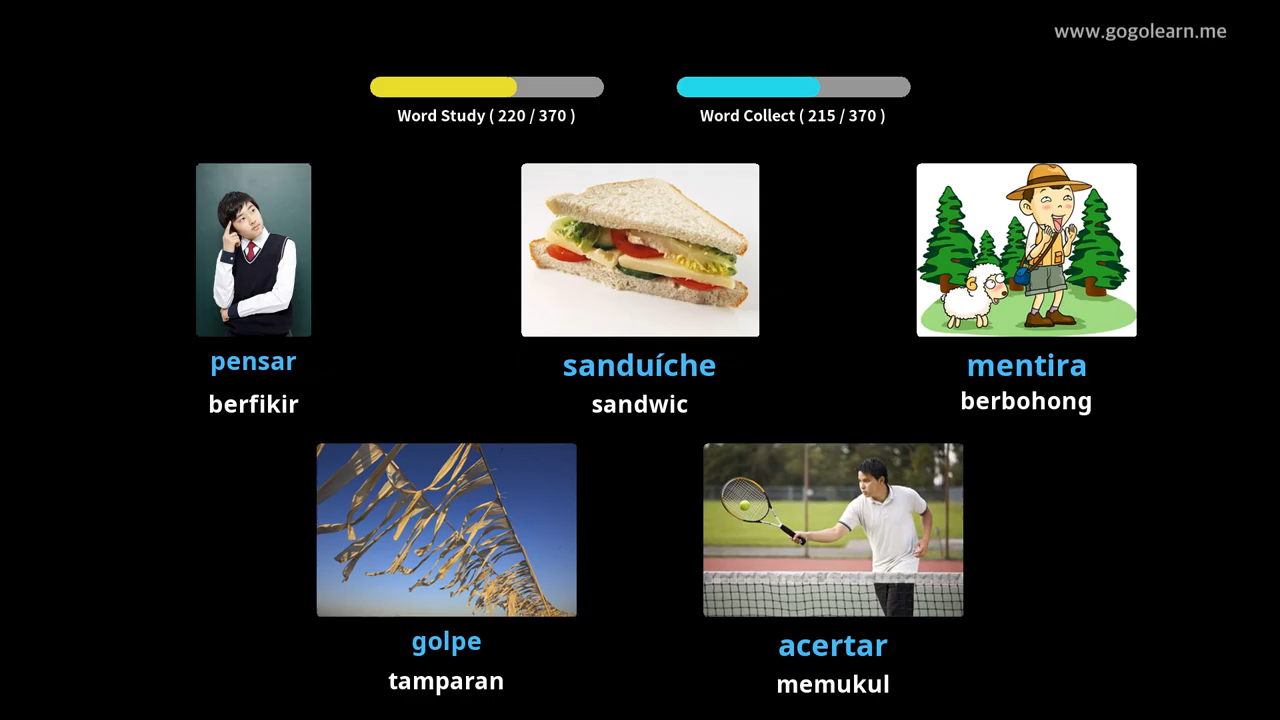 www.gogolearn.me
Word Study ( 220 / 370 )
Word Collect ( 215 / 370 )
pensar
berfikir
sanduíche
sandwic
mentira
berbohong
golpe
tamparan
acertar
memukul